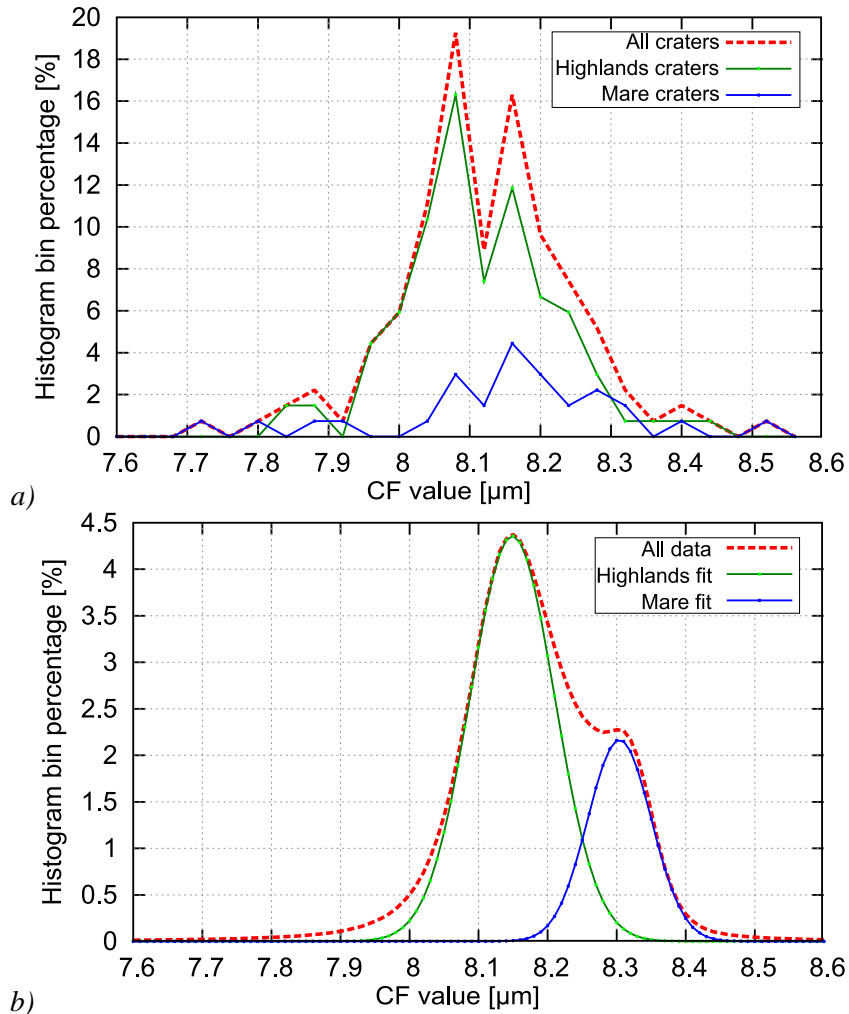 20
18
16
14
12
10
8
6
4
2
0
Histogram bin percentage [%]
All craters
Highlands craters
Mare craters
7.6 7.7 7.8 7.9 8 8.1 8.2 8.3 8.4 8.5 8.6
CF value [µm]
a)
4.5
4
3.5
3
2.5
2
1.5
1
0.5
0
Histogram bin percentage [%]
All data
Highlands fit
Mare fit
7.6 7.7 7.8 7.9 8 8.1 8.2 8.3 8.4 8.5 8.6
CF value [µm]
b)